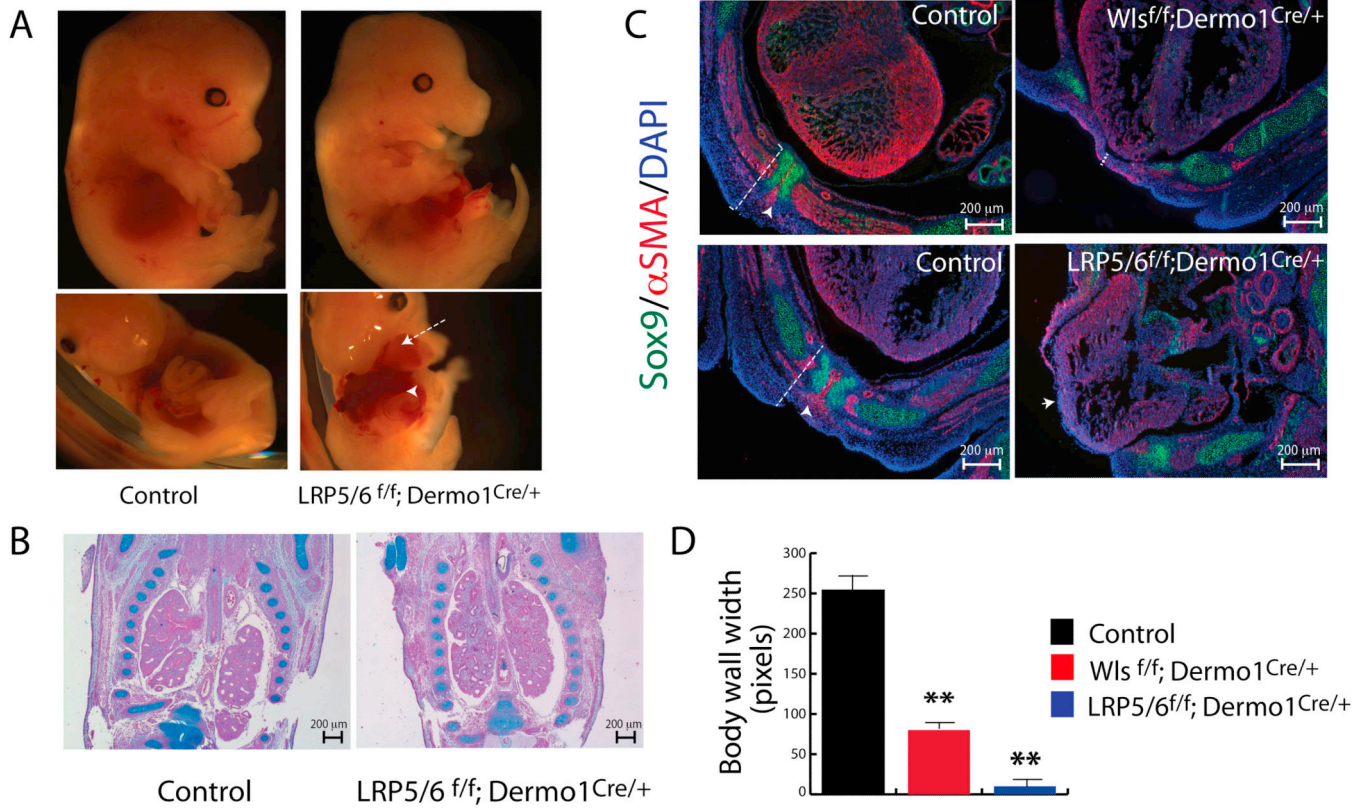 A
Control
LRP5/6 f/f; Dermo1Cre/+
B
200 µm
200 µm
Control
LRP5/6 f/f; Dermo1Cre/+
C
Sox9/αSMA/DAPI
Control
200 µm
Wlsf/f;Dermo1Cre/+
200 µm
Control
200 µm
LRP5/6f/f;Dermo1Cre/+
200 µm
D
Body wall width
(pixels)
300
250
200
150
100
50
0
**
**
Control
Wls f/f; Dermo1Cre/+
LRP5/6f/f; Dermo1Cre/+